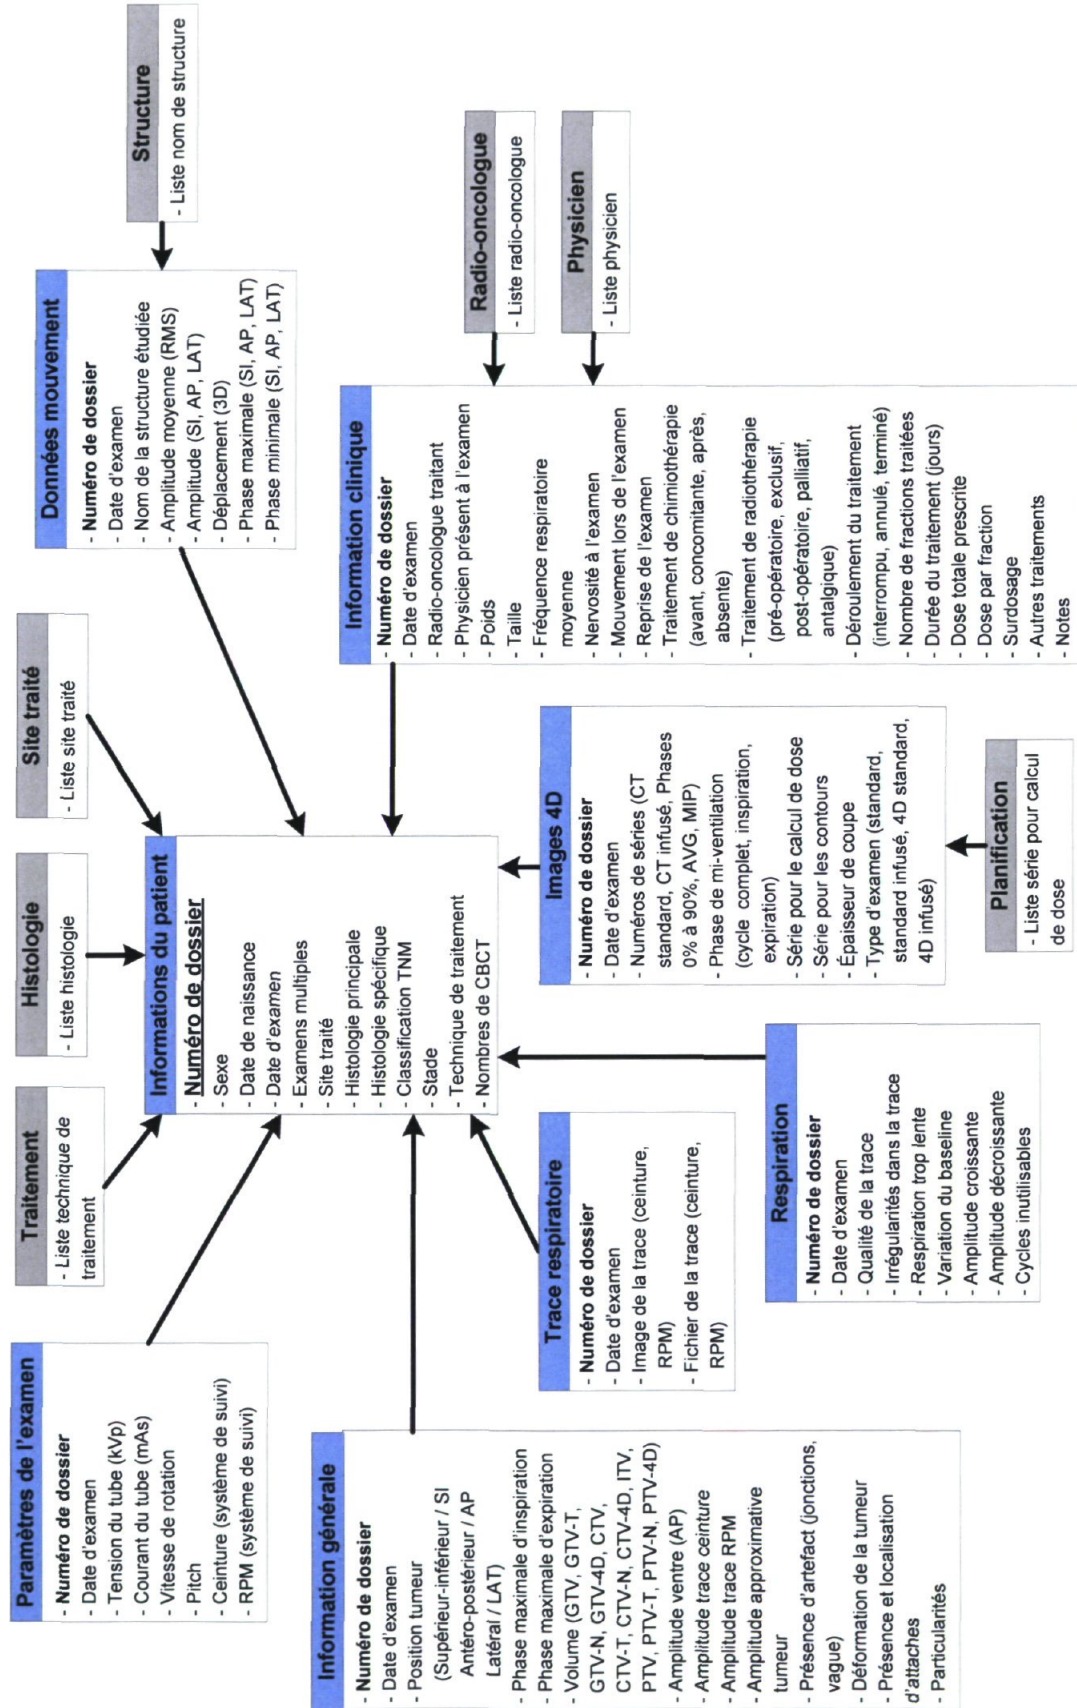 Paramètres de l'examen
- Numéro de dossier
- Date d'examen
- Tension du tube (kVp)
- Courant du tube (mAs)
- Vitesse de rotation
- Pitch
- Ceinture (système de suivi)
- RPM (système de suivi)
Traitement
- Liste technique de
traitement
Histologie
- Liste histologie
Site traité
- Liste site traité
Données mouvement
- Numéro de dossier
- Date d'examen
- Nom de la structure étudiée
- Amplitude moyenne (RMS)
- Amplitude (SI, AP, LAT)
- Déplacement (3D)
- Phase maximale (SI, AP, LAT)
- Phase minimale (SI, AP, LAT)
Structure
- Liste nom de structure
Informations du patient
- Numéro de dossier
- Sexe
- Date de naissance
- Date d'examen
- Examens multiples
- Site traité
- Histologie principale
- Histologie spécifique
- Classification TNM
- Stade
- Technique de traitement
- Nombres de CBCT
Information générale
- Numéro de dossier
- Date d'examen
- Position tumeur
(Supérieur-inférieur / SI
Antéro-postérieur / AP
Latéral / LAT)
- Phase maximale d'inspiration
- Phase maximale d'expiration
- Volume (GTV, GTV-T,
GTV-N, GTV-4D, CTV,
CTV-T, CTV-N, CTV-4D, ITV,
PTV, PTV-T, PTV-N, PTV-4D)
- Amplitude ventre (AP)
- Amplitude trace ceinture
- Amplitude trace RPM
- Amplitude approximative
tumeur
- Présence d'artefact (jonctions,
vague)
- Déformation de la tumeur
- Présence et localisation
d'attaches
- Particularités
Trace respiratoire
- Numéro de dossier
- Date d'examen
- Image de la trace (ceinture,
RPM)
- Fichier de la trace (ceinture,
RPM)
Respiration
- Numéro de dossier
- Date d'examen
- Qualité de la trace
- Irrégularités dans la trace
- Respiration trop lente
- Variation du baseline
- Amplitude croissante
- Amplitude décroissante
- Cycles inutilisables
Images 4D
- Numéro de dossier
- Date d'examen
- Numéros de séries (CT
standard, CT infusé, Phases
0% à 90%, AVG, MIP)
- Phase de mi-ventilation
(cycle complet, inspiration,
expiration)
- Série pour le calcul de dose
- Série pour les contours
- Épaisseur de coupe
- Type d'examen (standard,
standard infusé, 4D standard,
4D infusé)
Planification
- Liste série pour calcul
de dose
Information clinique
- Numéro de dossier
- Date d'examen
- Radio-oncologue traitant
- Physicien présent à l'examen
- Poids
- Taille
- Fréquence respiratoire
moyenne
- Nervosité à l'examen
- Mouvement lors de l'examen
- Reprise de l'examen
- Traitement de chimiothérapie
(avant, concomitante, après,
absente)
- Traitement de radiothérapie
(pré-opératoire, exclusif,
post-opératoire, palliatif,
antalgique)
- Déroulement du traitement
(interrompu, annulé, terminé)
- Nombre de fractions traitées
- Durée du traitement (jours)
- Dose totale prescrite
- Dose par fraction
- Surdosage
- Autres traitements
- Notes
Radio-oncologue
- Liste radio-oncologue
Physicien
- Liste physicien